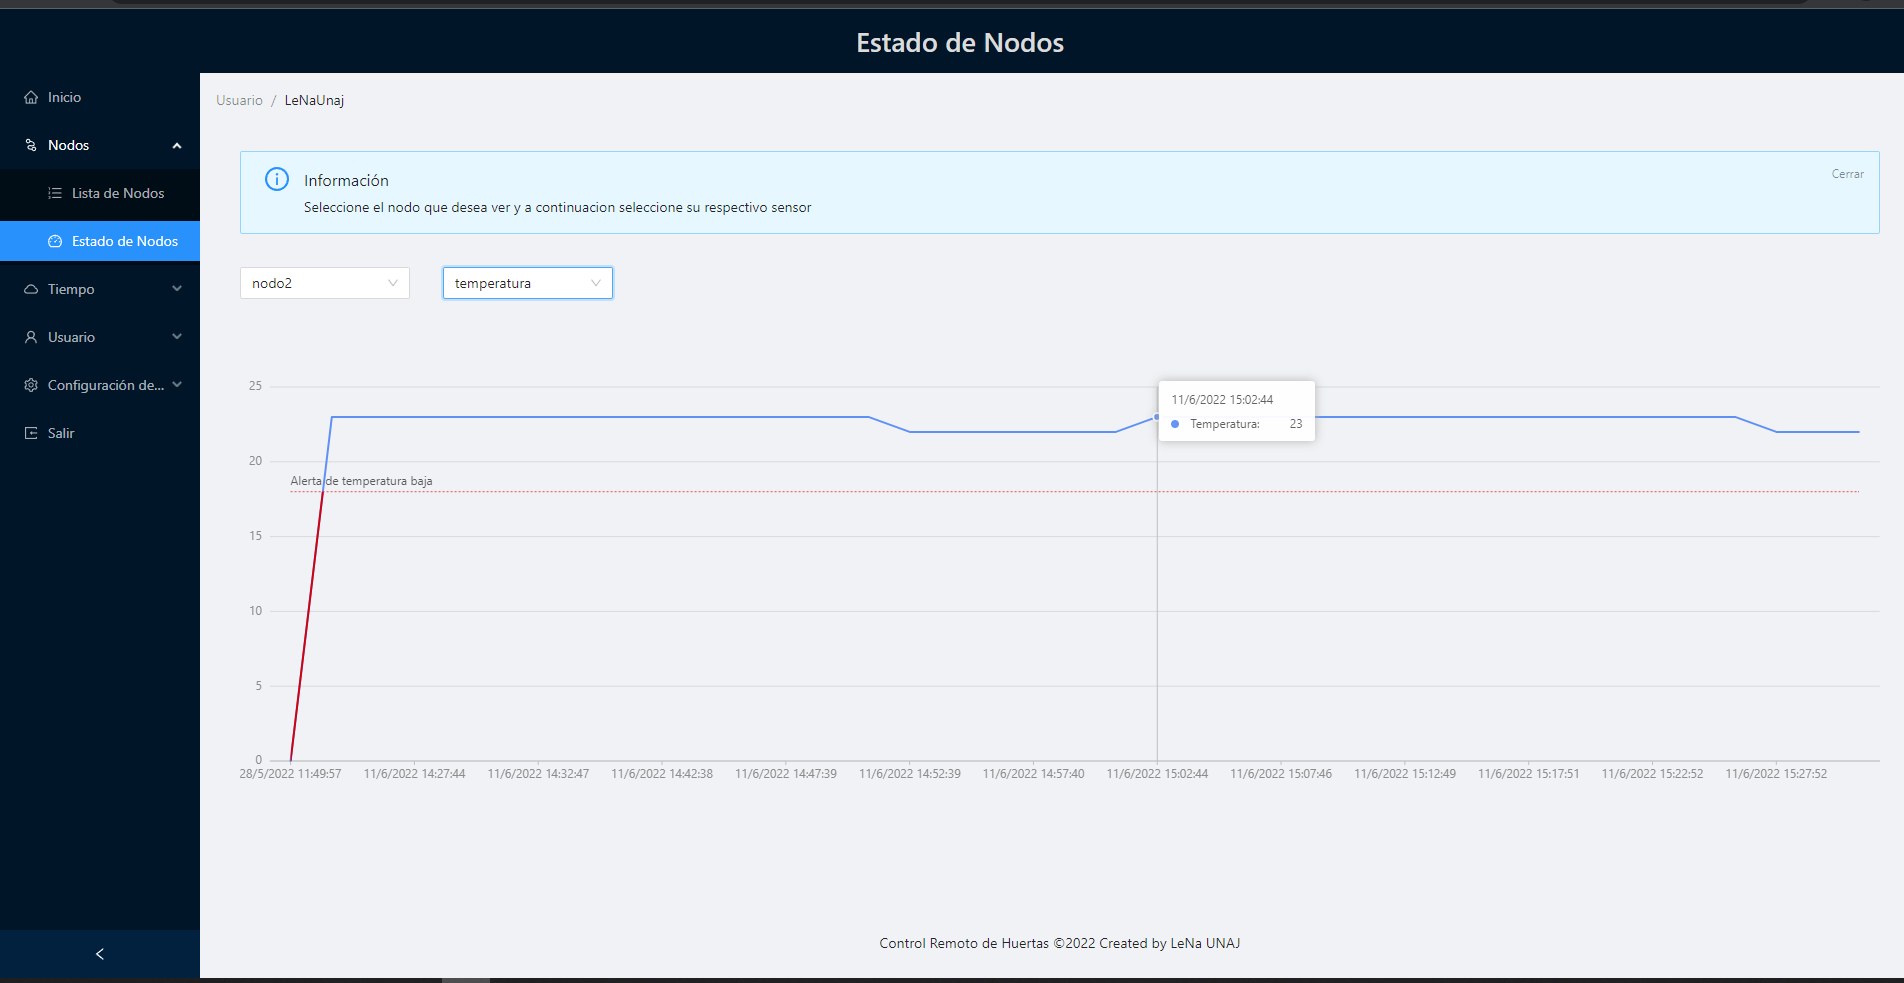 Estado de Nodos
Inicio
Nodos
Lista de Nodos
Estado de Nodos
Tiempo
Usuario
Configuración de...
Salir
Usuario / LeNaUnaj
Información
Cerrar
Seleccione el nodo que desea ver y a continuacion seleccione su respectivo sensor
nodo2
temperatura
25
20
15
10
5
0
Alerta de temperatura baja
11/6/2022 15:02:44
Temperatura: 23
28/5/2022 11:49:57
11/6/2022 14:27:44
11/6/2022 14:32:47
11/6/2022 14:42:38
11/6/2022 14:47:39
11/6/2022 14:52:39
11/6/2022 14:57:40
11/6/2022 15:02:44
11/6/2022 15:07:46
11/6/2022 15:12:49
11/6/2022 15:17:51
11/6/2022 15:22:52
11/6/2022 15:27:52
Control Remoto de Huertas ©2022 Created by LeNa UNAJ